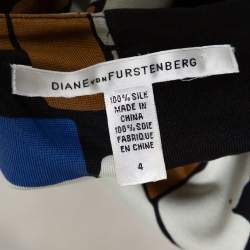 DIANE VON FURSTENBERG
100% SILK
MADE IN
CHINA
100% SOIE
FABRIQUE
EN CHINE
4